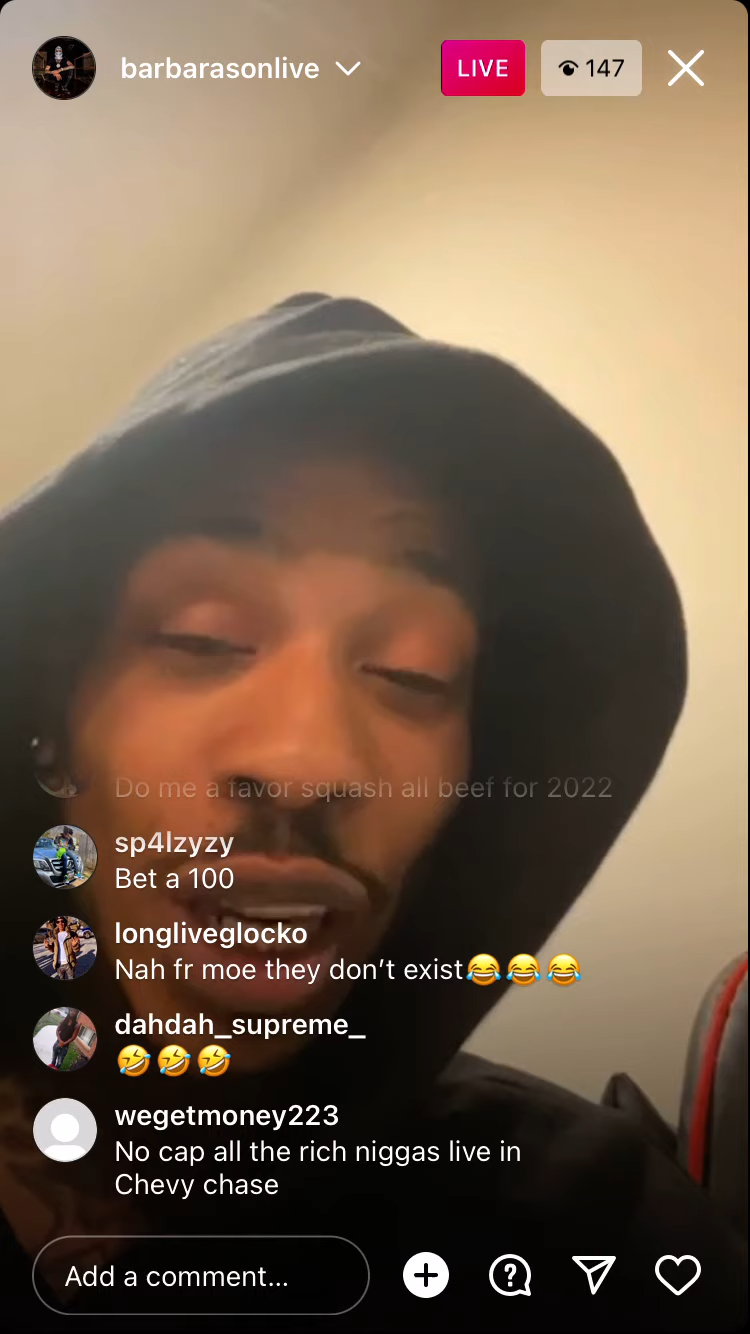 barbarasonlive
LIVE
147
Do me a favor squash all beef for 2022
sp4lzyzy
Bet a 100
longliveglocko
Nah fr moe they don’t exist😂😂😂
dahdah_supreme_
🤣🤣🤣
wegetmoney223
No cap all the rich niggas live in
Chevy chase
Add a comment...